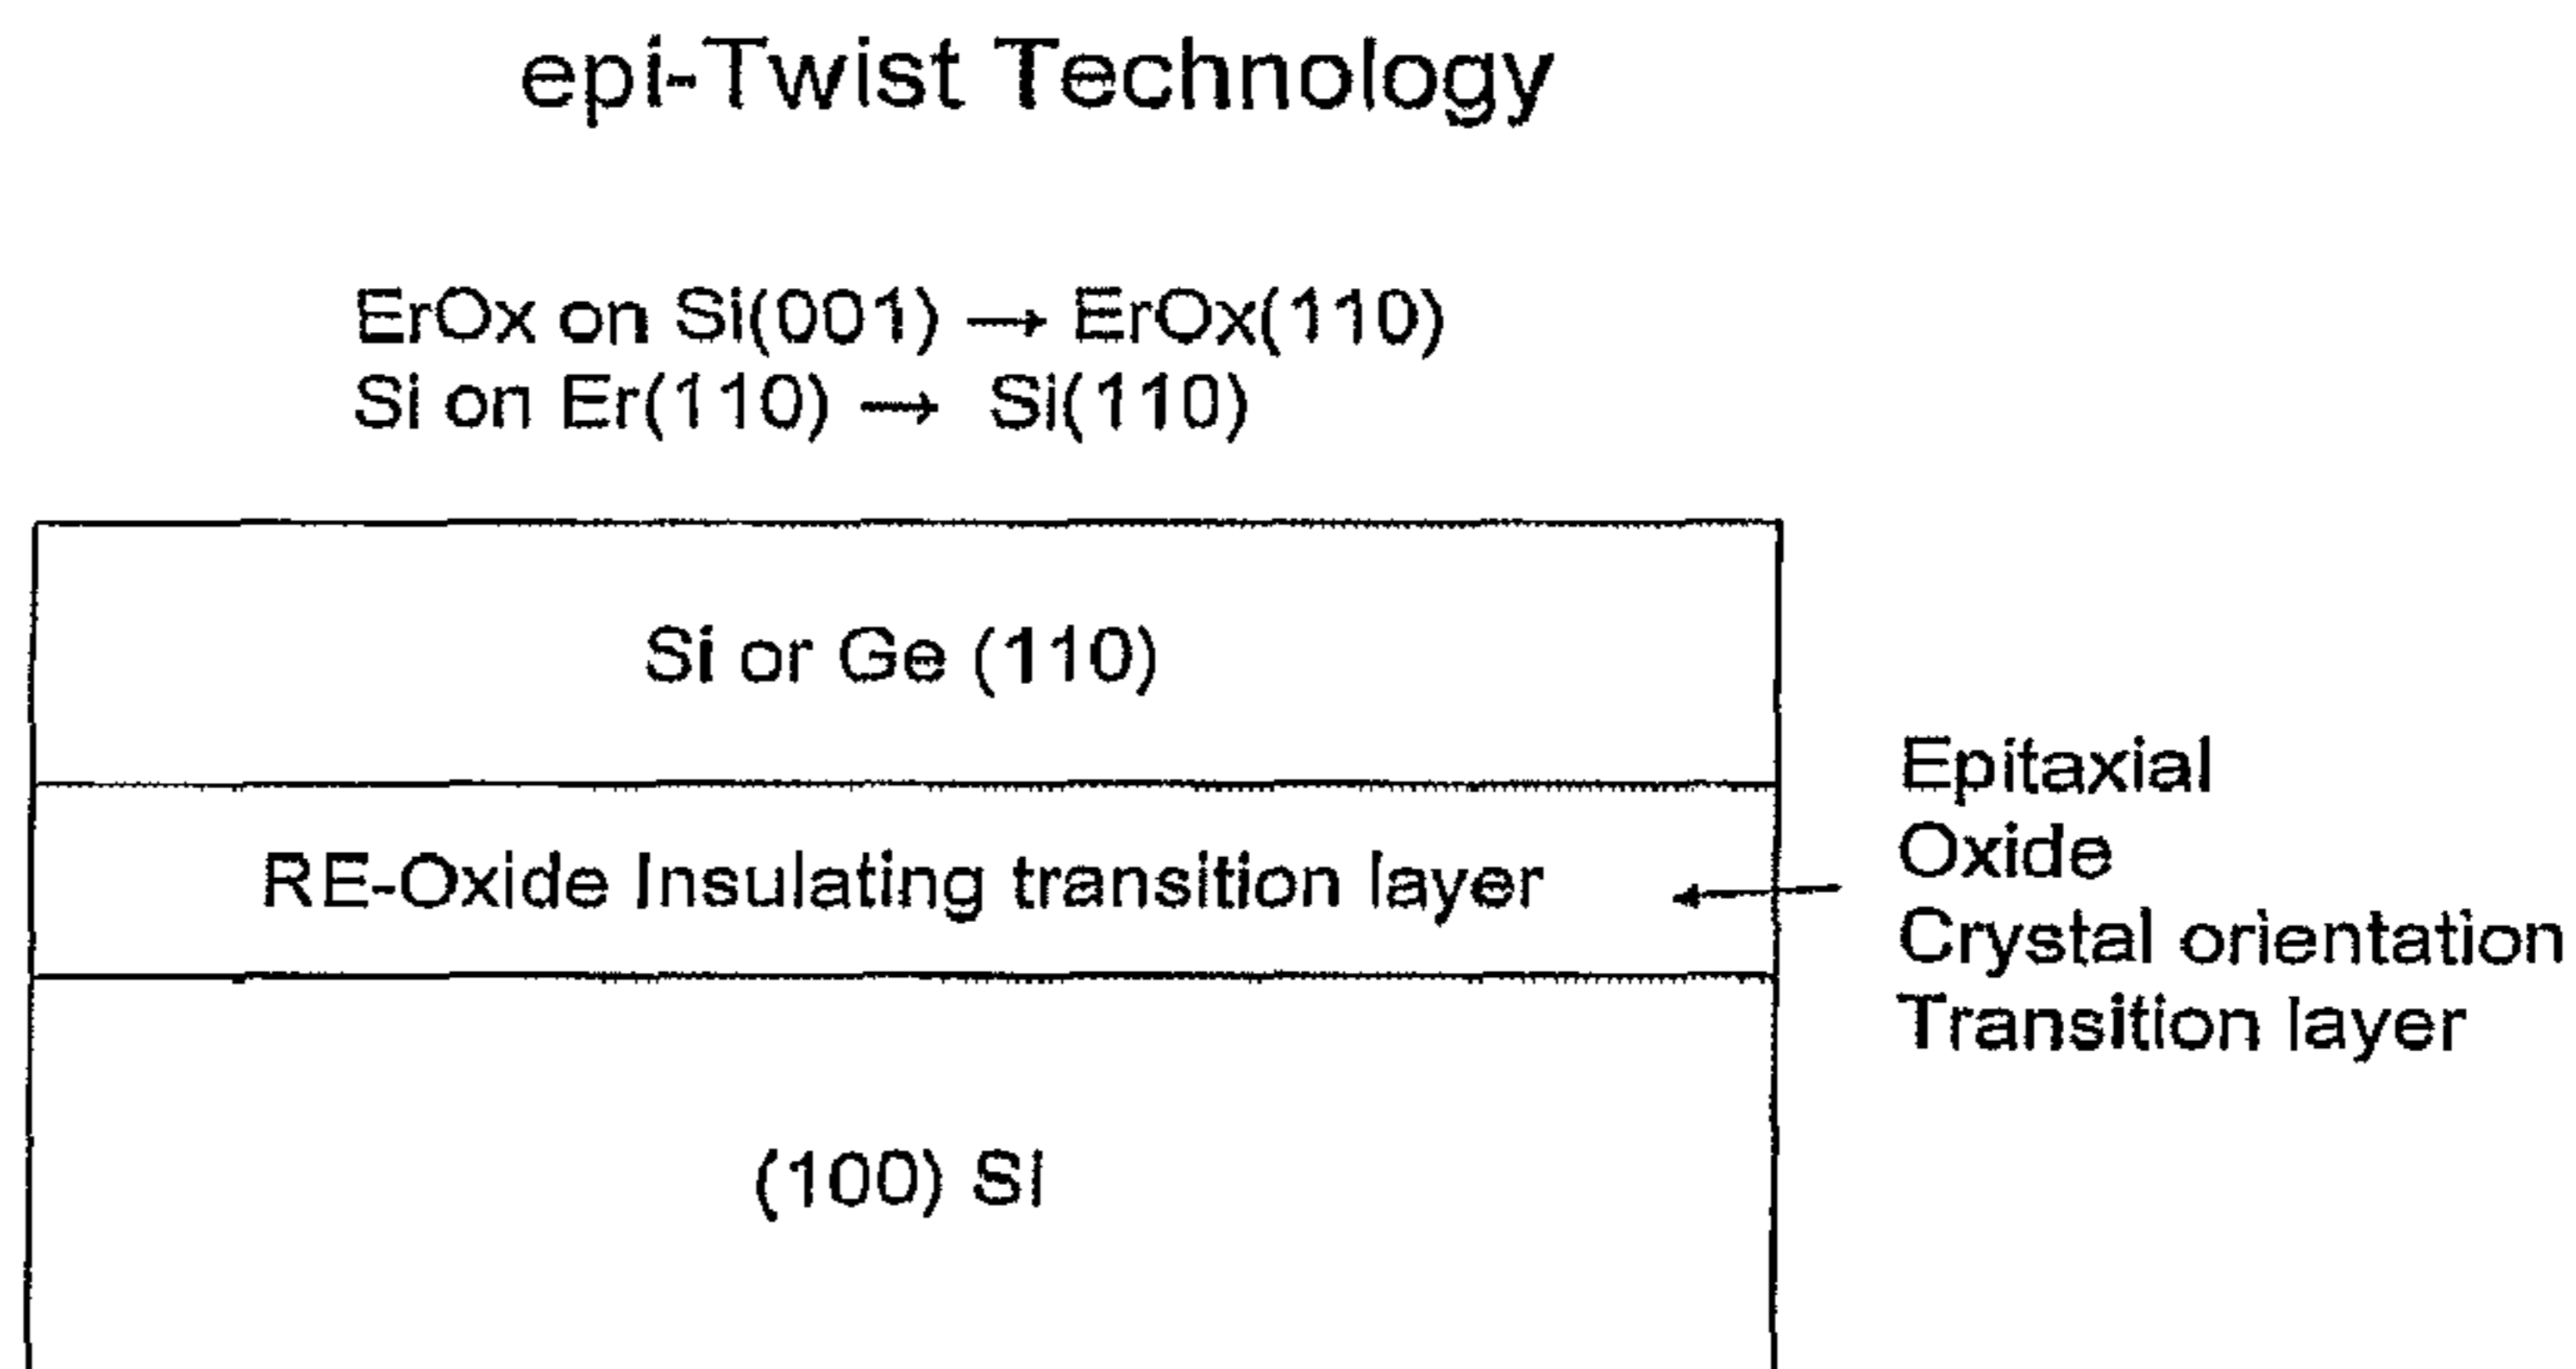 epi-Twist Technology
ErOx on Si(001) → ErOx(110)
Si on Er(110) → Si(110)
Si or Ge (110)
RE-Oxide Insulating transition layer
Epitaxial
Oxide
Crystal orientation
Transition layer
(100) SI